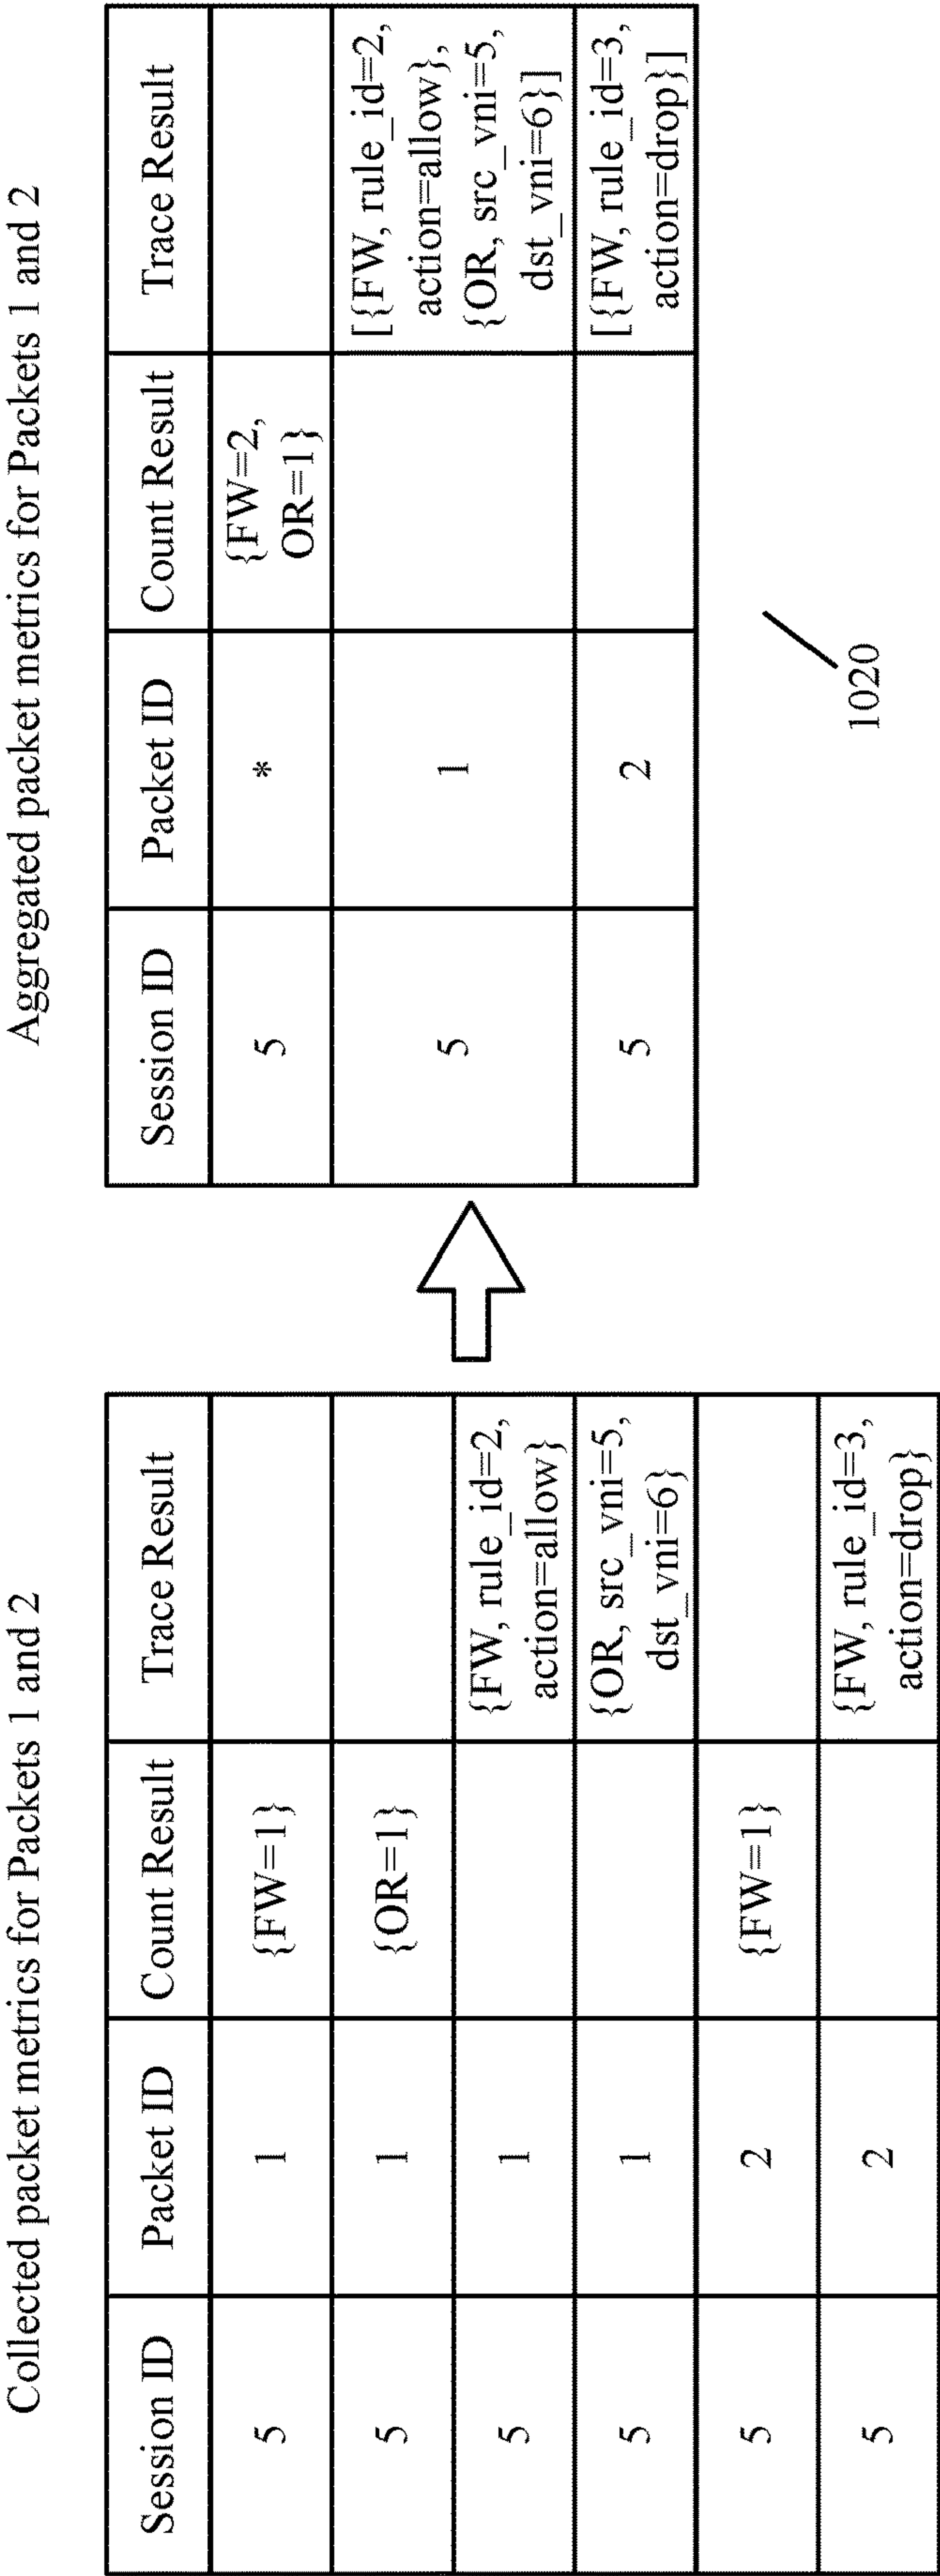 Collected packet metrics for Packets 1 and 2
Session ID
Packet ID
Count Result
Trace Result
5
1
{FW=1}
5
1
{OR=1}
5
1
{FW, rule_id=2,
action=allow}
5
1
{OR, src_vni=5,
dst_vni=6}
5
2
{FW=1}
5
2
{FW, rule_id=3,
action=drop}
Aggregated packet metrics for Packets 1 and 2
Session ID
Packet ID
Count Result
Trace Result
5
*
{FW=2,
OR=1}
5
1
[{FW, rule_id=2,
action=allow},
{OR, src_vni=5,
dst_vni=6}]
5
2
[{FW, rule_id=3,
action=drop}]
1020